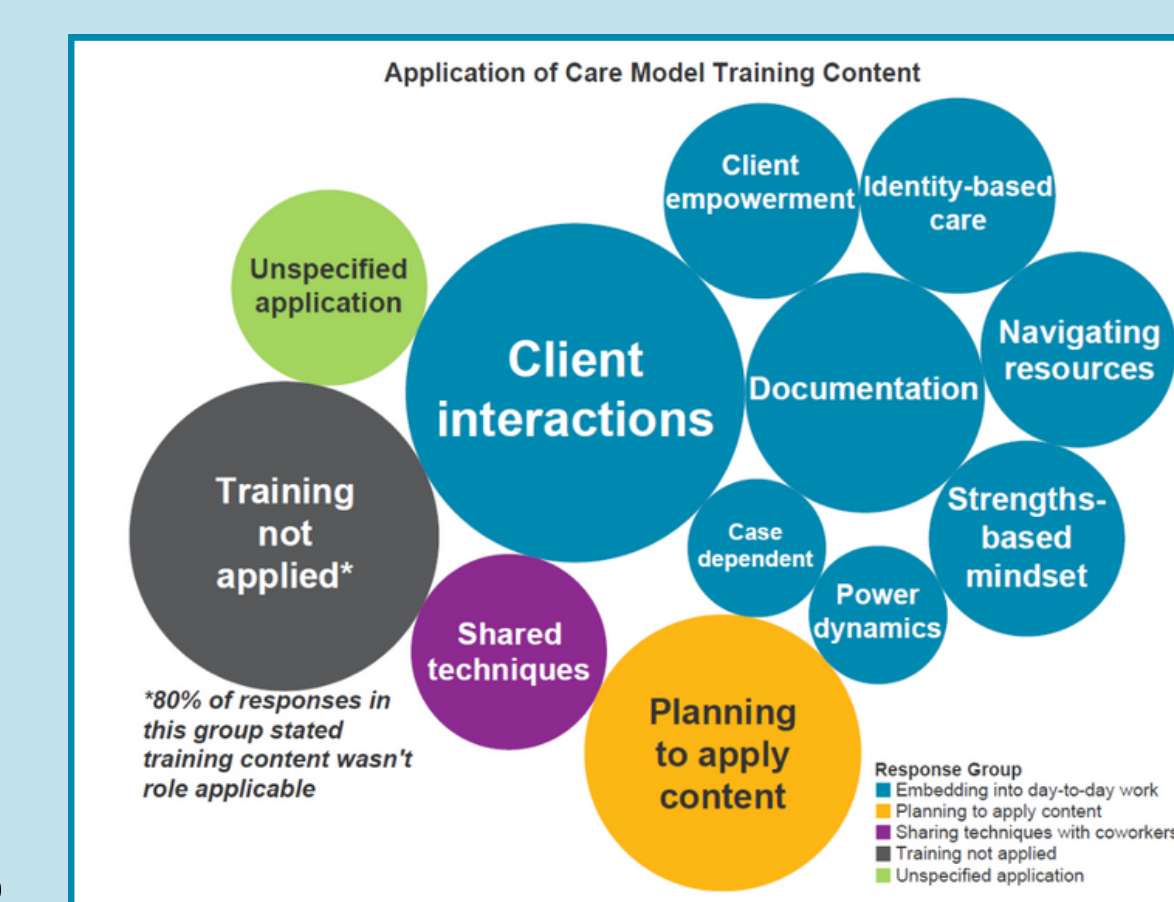 Application of Care Model Training Content
Client
empowerment
Identity-based
care
Unspecified
application
Client
interactions
Documentation
Navigating
resources
Training
not
applied*
Case
dependent
Strengths-
based
mindset
Power
dynamics
Shared
techniques
Planning
to apply
content
*80% of responses in
this group stated
training content wasn't
role applicable
Response Group
Embedding into day-to-day work
Planning to apply content
Sharing techniques with coworkers
Training not applied
Unspecified application